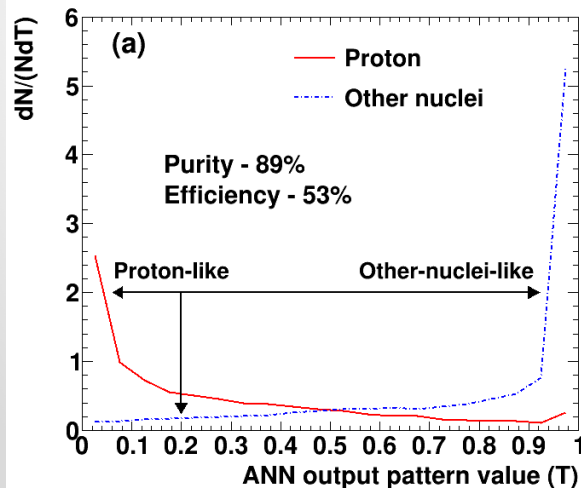 dN/(NdT)
6
5
4
3
2
1
0
(a)
Proton
Other nuclei
Purity - 89%
Efficiency - 53%
Proton-like
Other-nuclei-like
0 0.1 0.2 0.3 0.4 0.5 0.6 0.7 0.8 0.9 1
ANN output pattern value (T)